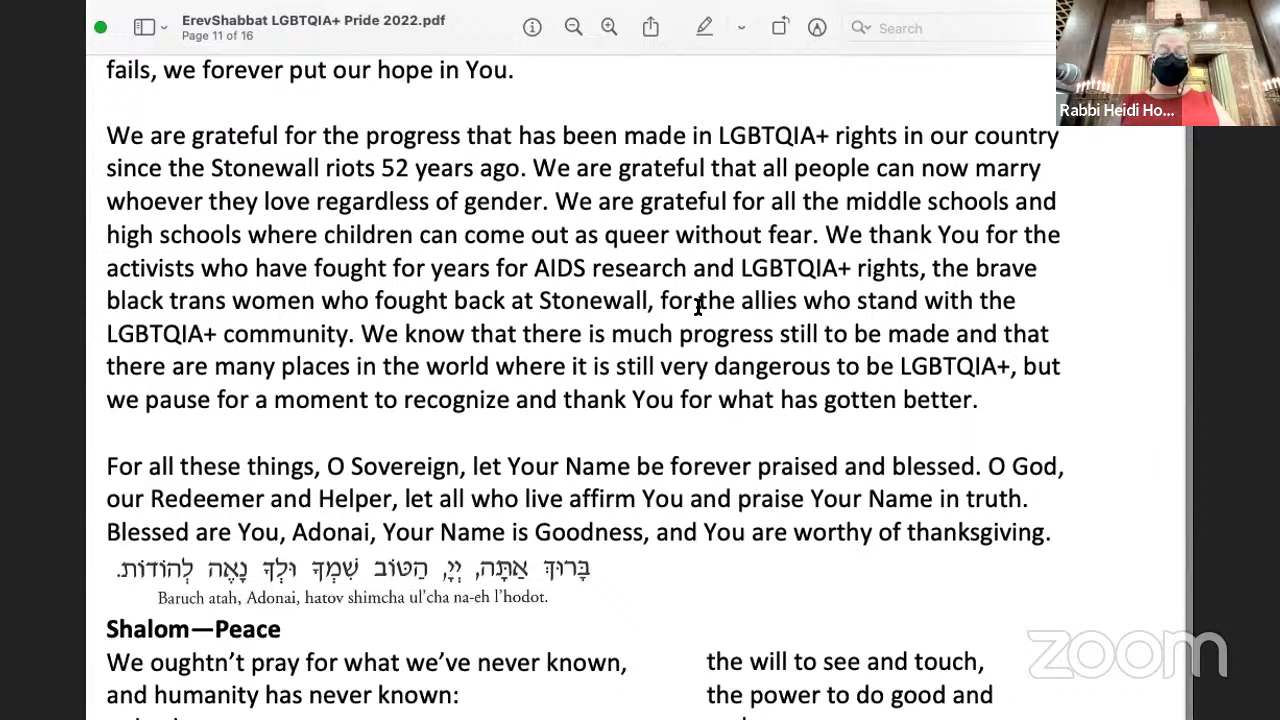 ErevShabbat LGBTQIA+ Pride 2022.pdf
Page 11 of 16
Search
Rabbi Heidi Ho...
fails, we forever put our hope in You.
We are grateful for the progress that has been made in LGBTQIA+ rights in our country
since the Stonewall riots 52 years ago. We are grateful that all people can now marry
whoever they love regardless of gender. We are grateful for all the middle schools and
high schools where children can come out as queer without fear. We thank You for the
activists who have fought for years for AIDS research and LGBTQIA+ rights, the brave
black trans women who fought back at Stonewall, for the allies who stand with the
LGBTQIA+ community. We know that there is much progress still to be made and that
there are many places in the world where it is still very dangerous to be LGBTQIA+, but
we pause for a moment to recognize and thank You for what has gotten better.
For all these things, O Sovereign, let Your Name be forever praised and blessed. O God,
our Redeemer and Helper, let all who live affirm You and praise Your Name in truth.
Blessed are You, Adonai, Your Name is Goodness, and You are worthy of thanksgiving.
בָּרוּךְ אַתָּה, יְיָ, הַטּוֹב שִׁמְךָ וּלְךָ נָאֶה לְהוֹדוֹת.
Baruch atah, Adonai, hatov shimcha ul’cha na-eh l’hodot.
Shalom—Peace
We oughtn’t pray for what we’ve never known,
and humanity has never known:
the will to see and touch,
the power to do good and
zoom